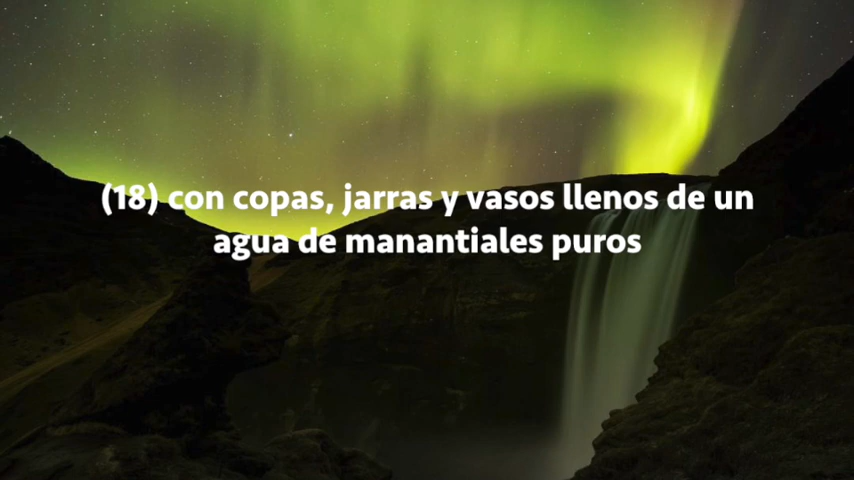 (18) con copas, jarras y vasos llenos de un
agua de manantiales puros